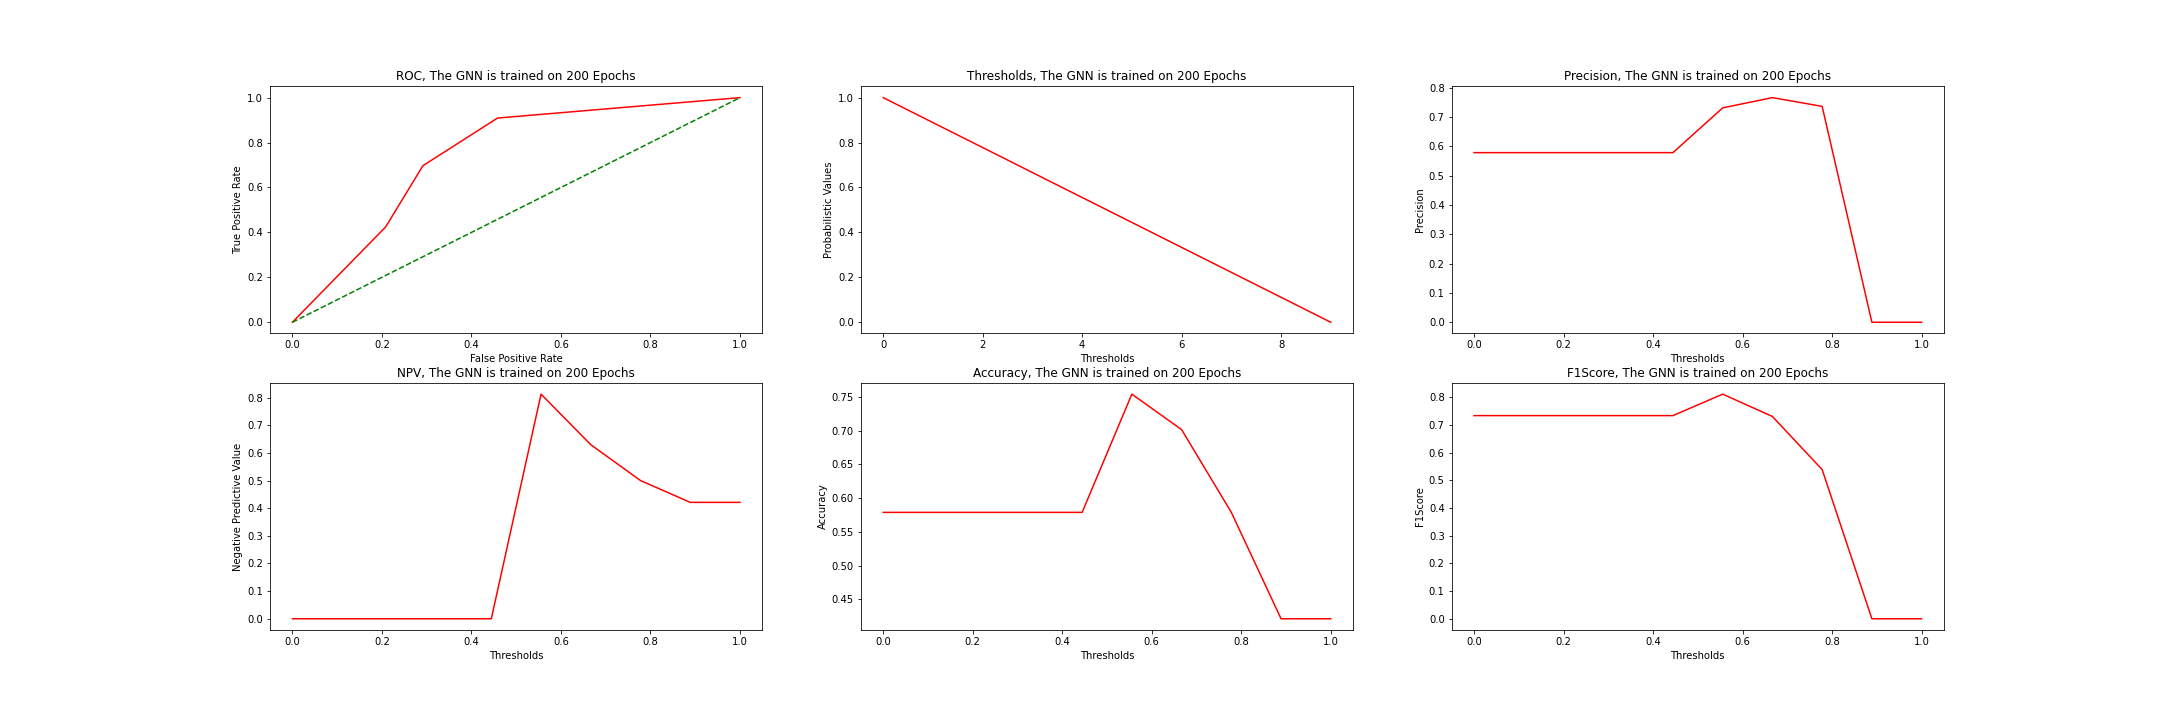 ROC, The GNN is trained on 200 Epochs
True Positive Rate
1.0
0.8
0.6
0.4
0.2
0.0
0.0 0.2 0.4 0.6 0.8 1.0
False Positive Rate
Thresholds, The GNN is trained on 200 Epochs
Probabilistic Values
1.0
0.8
0.6
0.4
0.2
0.0
0 2 4 6 8
Thresholds
Precision, The GNN is trained on 200 Epochs
Precision
0.8
0.7
0.6
0.5
0.4
0.3
0.2
0.1
0.0
0.0 0.2 0.4 0.6 0.8 1.0
Thresholds
NPV, The GNN is trained on 200 Epochs
Negative Predictive Value
0.8
0.7
0.6
0.5
0.4
0.3
0.2
0.1
0.0
0.0 0.2 0.4 0.6 0.8 1.0
Thresholds
Accuracy, The GNN is trained on 200 Epochs
Accuracy
0.75
0.70
0.65
0.60
0.55
0.50
0.45
0.0 0.2 0.4 0.6 0.8 1.0
Thresholds
F1Score, The GNN is trained on 200 Epochs
F1Score
0.8
0.7
0.6
0.5
0.4
0.3
0.2
0.1
0.0
0.0 0.2 0.4 0.6 0.8 1.0
Thresholds